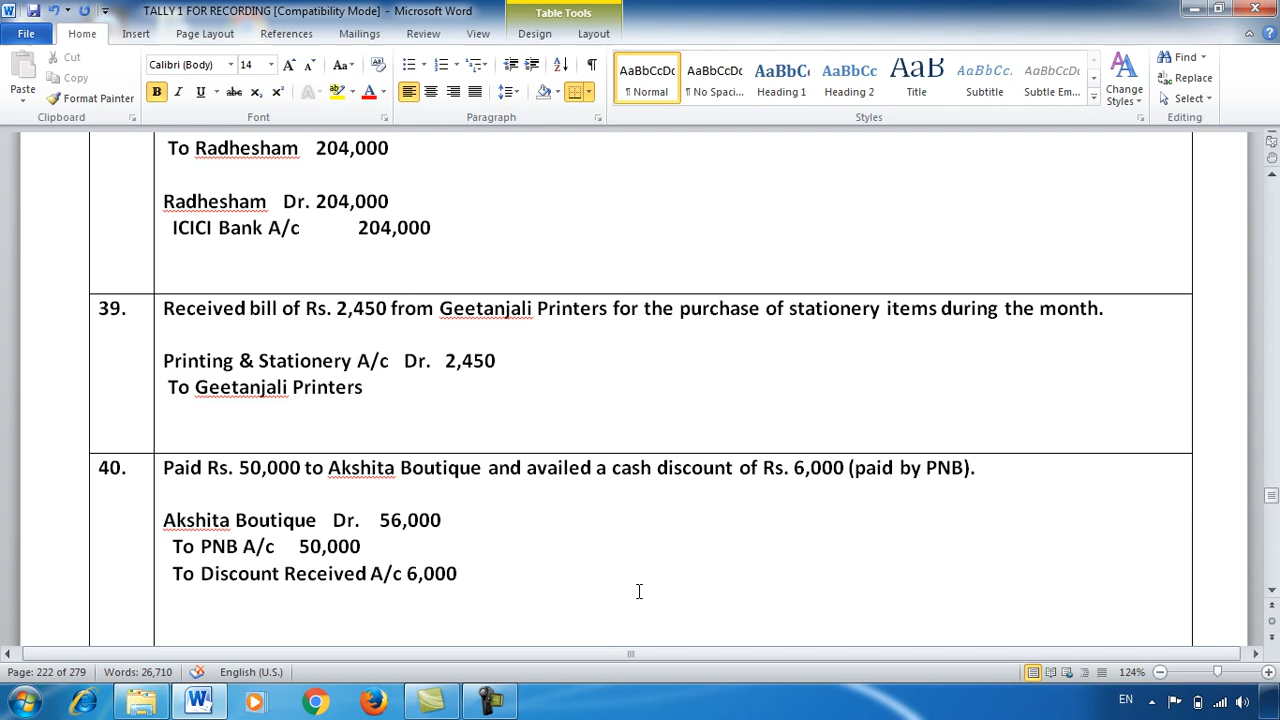 TALLY 1 FOR RECORDING [Compatibility Mode] - Microsoft Word
Table Tools
File Home Insert Page Layout References Mailings Review View Design Layout
Paste
Cut
Copy
Format Painter
Clipboard
Calibri (Body) 14
Font
Paragraph
AaBbCcDc AaBbCcDc AaBbCc AaBbCc AaB AaBbCc. AaBbCcDc
¶ Normal ¶ No Spaci... Heading 1 Heading 2 Title Subtitle Subtle Em...
Styles
Change
Styles
Find
Replace
Select
Editing
To Radhesham 204,000
Radhesham Dr. 204,000
ICICI Bank A/c 204,000
39. Received bill of Rs. 2,450 from Geetanjali Printers for the purchase of stationery items during the month.
Printing & Stationery A/c Dr. 2,450
To Geetanjali Printers
40. Paid Rs. 50,000 to Akshita Boutique and availed a cash discount of Rs. 6,000 (paid by PNB).
Akshita Boutique Dr. 56,000
To PNB A/c 50,000
To Discount Received A/c 6,000
Page: 222 of 279 Words: 26,710 English (U.S.) 124%
EN